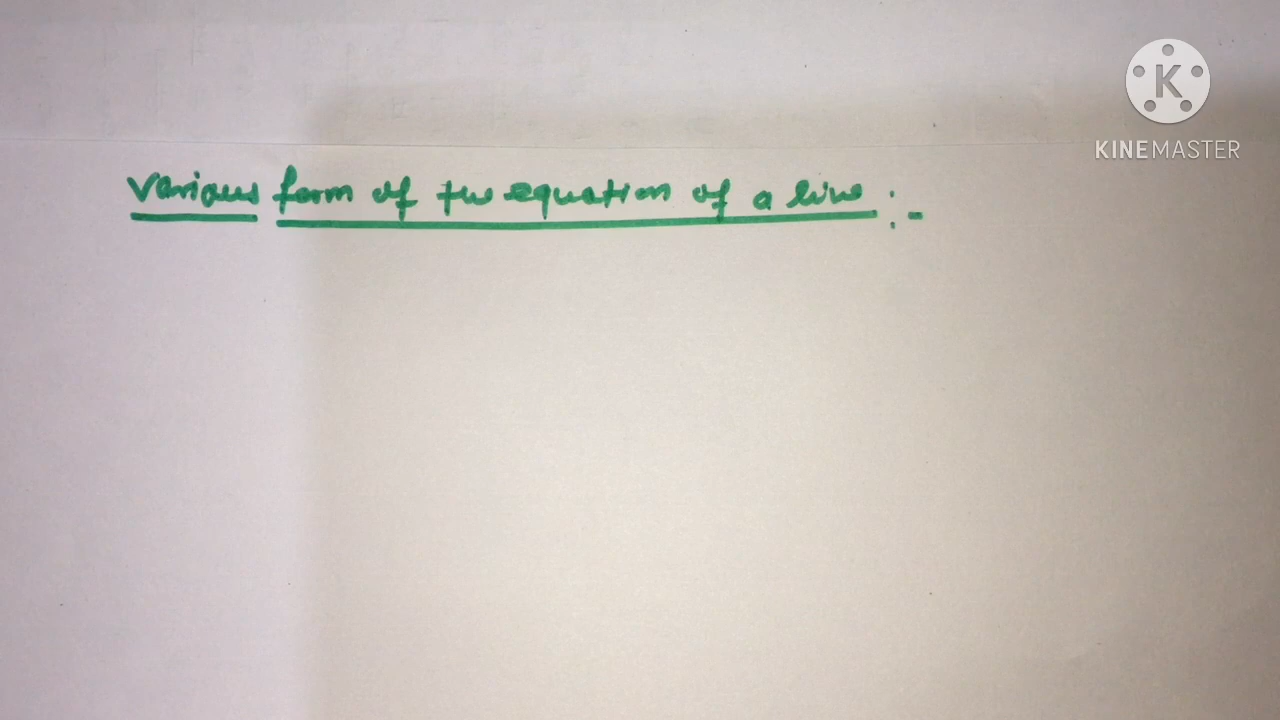 K
KINEMASTER
various form of the equation of a line :-